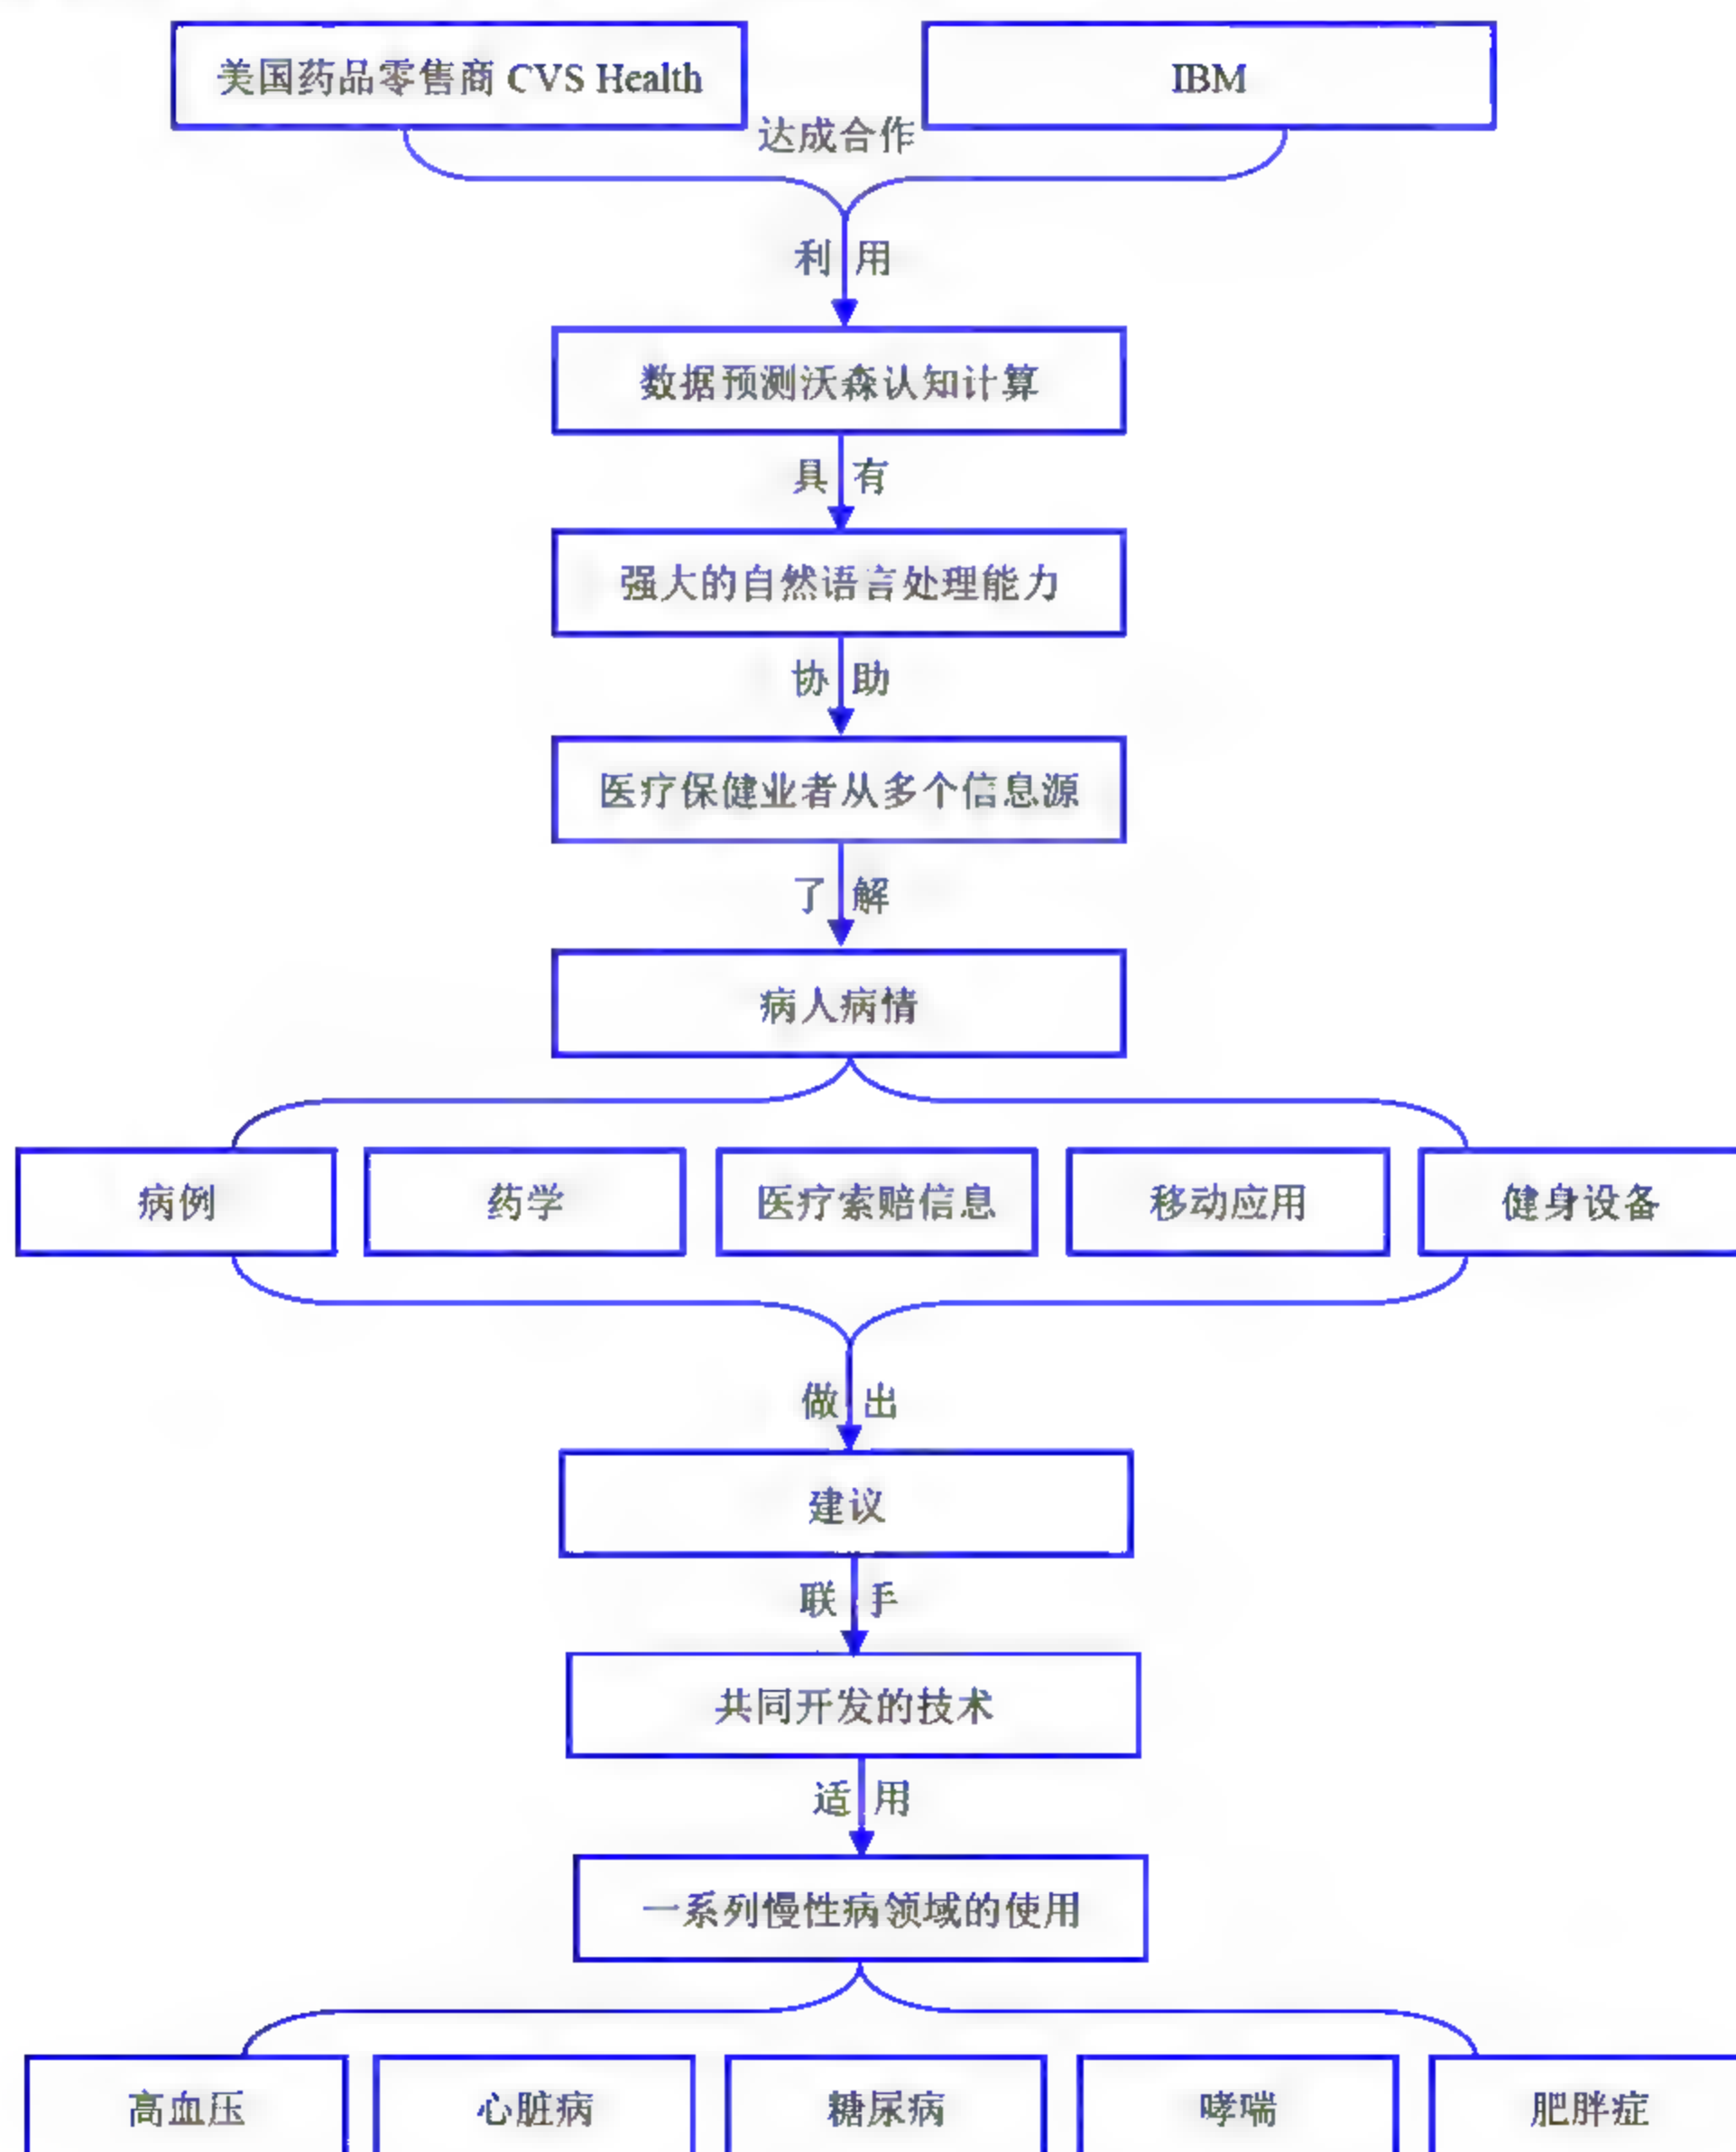 美国药品零售商 CVS Health
IBM
达成合作
利用
数据预测沃森认知计算
具有
强大的自然语言处理能力
协助
医疗保健业者从多个信息源
了解
病人病情
病例
药学
医疗索赔信息
移动应用
健身设备
做出
建议
联手
共同开发的技术
适用
一系列慢性病领域的使用
高血压
心脏病
糖尿病
哮喘
肥胖症